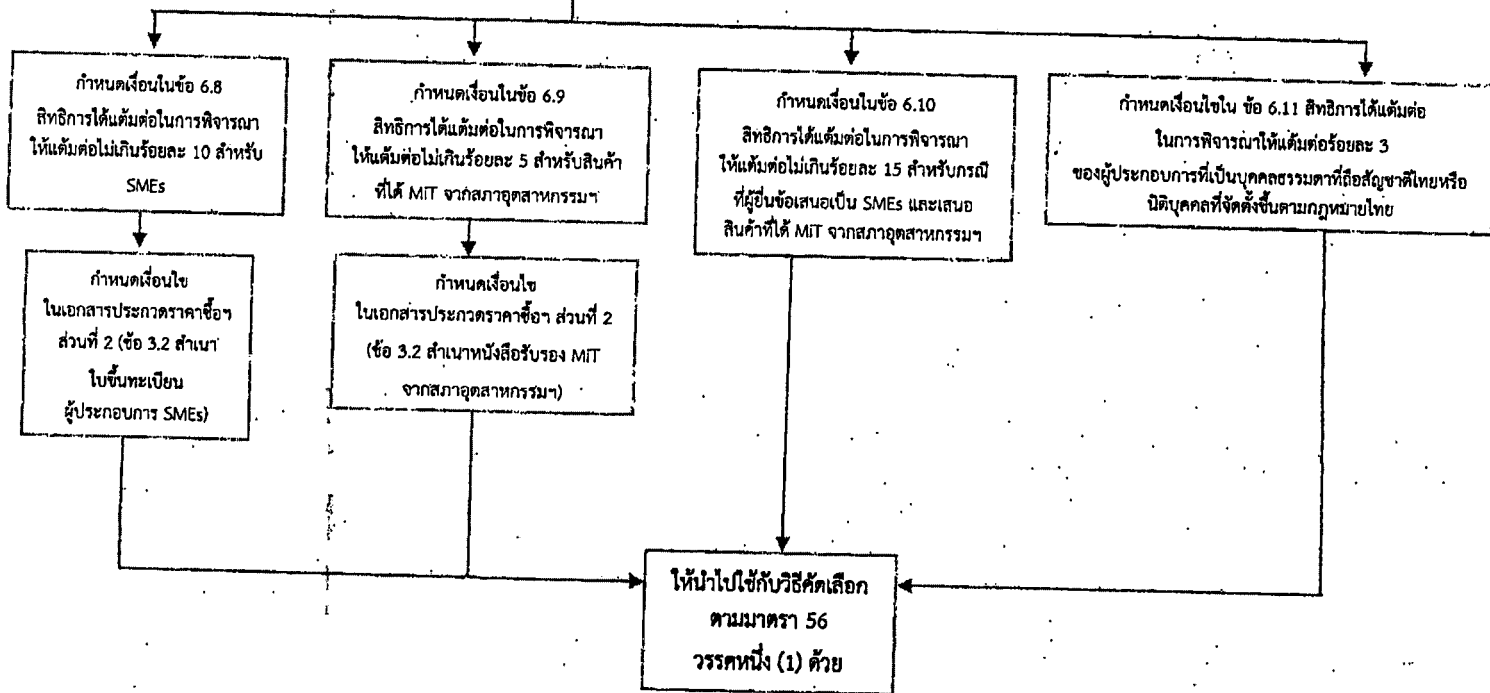 กำหนดเงื่อนในข้อ 6.8
สิทธิการได้แต้มต่อในการพิจารณา
ให้แต้มต่อไม่เกินร้อยละ 10 สำหรับ
SMEs
กำหนดเงื่อนในข้อ 6.9
สิทธิการได้แต้มต่อในการพิจารณา
ให้แต้มต่อไม่เกินร้อยละ 5 สำหรับสินค้า
ที่ได้ MiT จากสภาอุตสาหกรรมฯ
กำหนดเงื่อนในข้อ 6.10
สิทธิการได้แต้มต่อในการพิจารณา
ให้แต้มต่อไม่เกินร้อยละ 15 สำหรับกรณี
ที่ผู้ยื่นข้อเสนอเป็น SMEs และเสนอ
สินค้าที่ได้ MiT จากสภาอุตสาหกรรมฯ
กำหนดเงื่อนไขใน ข้อ 6.11 สิทธิการได้แต้มต่อ
ในการพิจารณาให้แต้มต่อร้อยละ 3
ของผู้ประกอบการที่เป็นบุคคลธรรมดาที่ถือสัญชาติไทยหรือ
นิติบุคคลที่จัดตั้งขึ้นตามกฎหมายไทย
กำหนดเงื่อนไข
ในเอกสารประกวดราคาซื้อฯ
ส่วนที่ 2 (ข้อ 3.2 สำเนา
ใบขึ้นทะเบียน
ผู้ประกอบการ SMEs)
กำหนดเงื่อนไข
ในเอกสารประกวดราคาซื้อฯ ส่วนที่ 2
(ข้อ 3.2 สำเนาหนังสือรับรอง MiT
จากสภาอุตสาหกรรมฯ)
ให้นำไปใช้กับวิธีคัดเลือก
ตามมาตรา 56
วรรคหนึ่ง (1) ด้วย